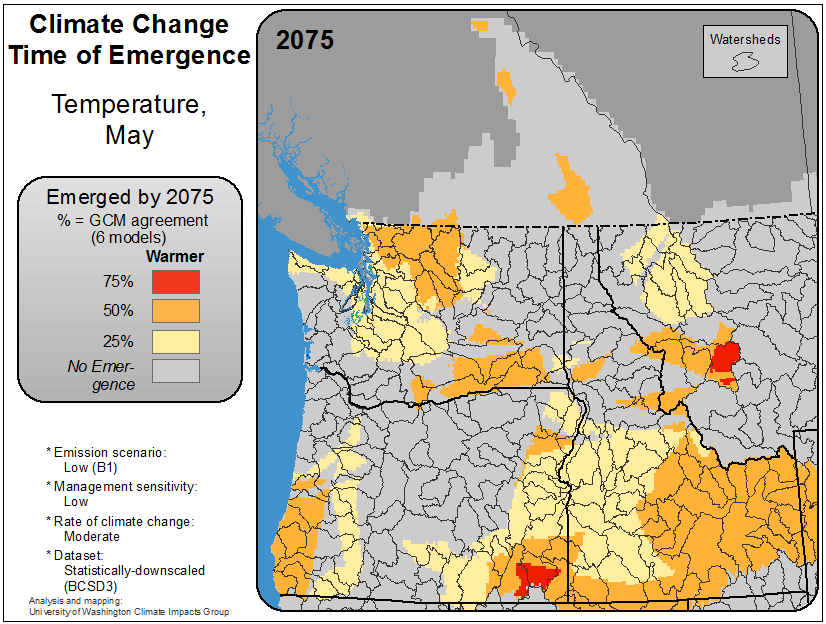 Climate Change
Time of Emergence
Temperature,
May
Emerged by 2075
% = GCM agreement
(6 models)
Warmer
75%
50%
25%
No Emer-
gence
* Emission scenario:
Low (B1)
* Management sensitivity:
Low
* Rate of climate change:
Moderate
* Dataset:
Statistically-downscaled
(BCSD3)
Analysis and mapping:
University of Washington Climate Impacts Group
2075
Watersheds